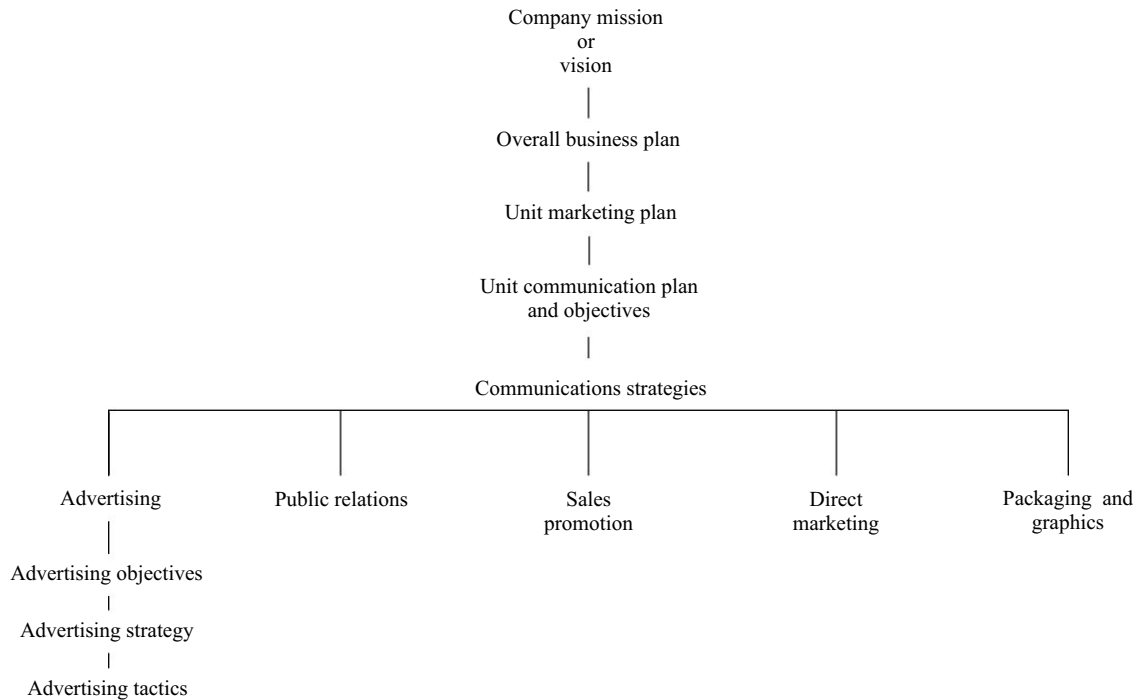 Company mission
or
vision
Overall business plan
Unit marketing plan
Unit communication plan
and objectives
Communications strategies
Advertising
Public relations
Sales
promotion
Direct
marketing
Packaging and
graphics
Advertising objectives
Advertising strategy
Advertising tactics